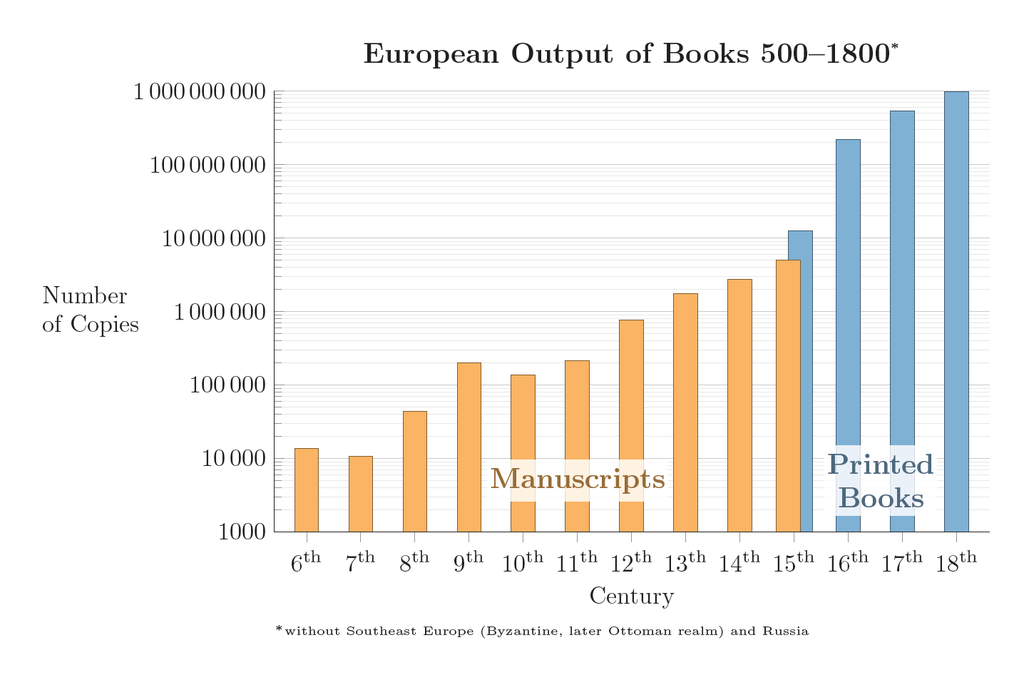 European Output of Books 500–1800*
1 000 000 000
100 000 000
10 000 000
1 000 000
100 000
10 000
1000
Number
of Copies
Manuscripts
Printed
Books
6th 7th 8th 9th 10th 11th 12th 13th 14th 15th 16th 17th 18th
Century
*without Southeast Europe (Byzantine, later Ottoman realm) and Russia